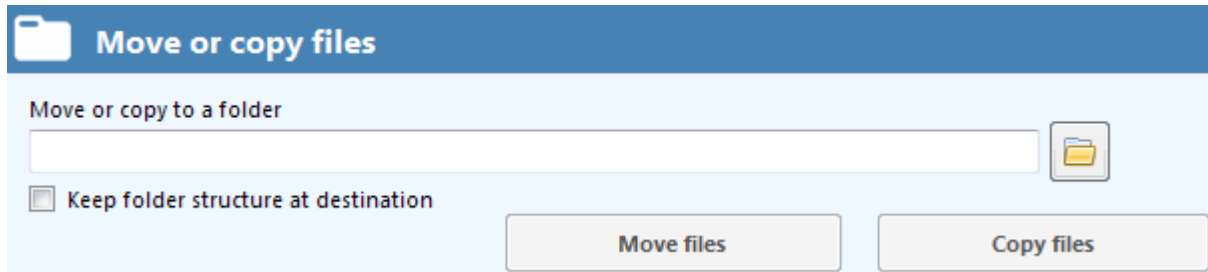 Move or copy files
Move or copy to a folder
Keep folder structure at destination
Move files Copy files